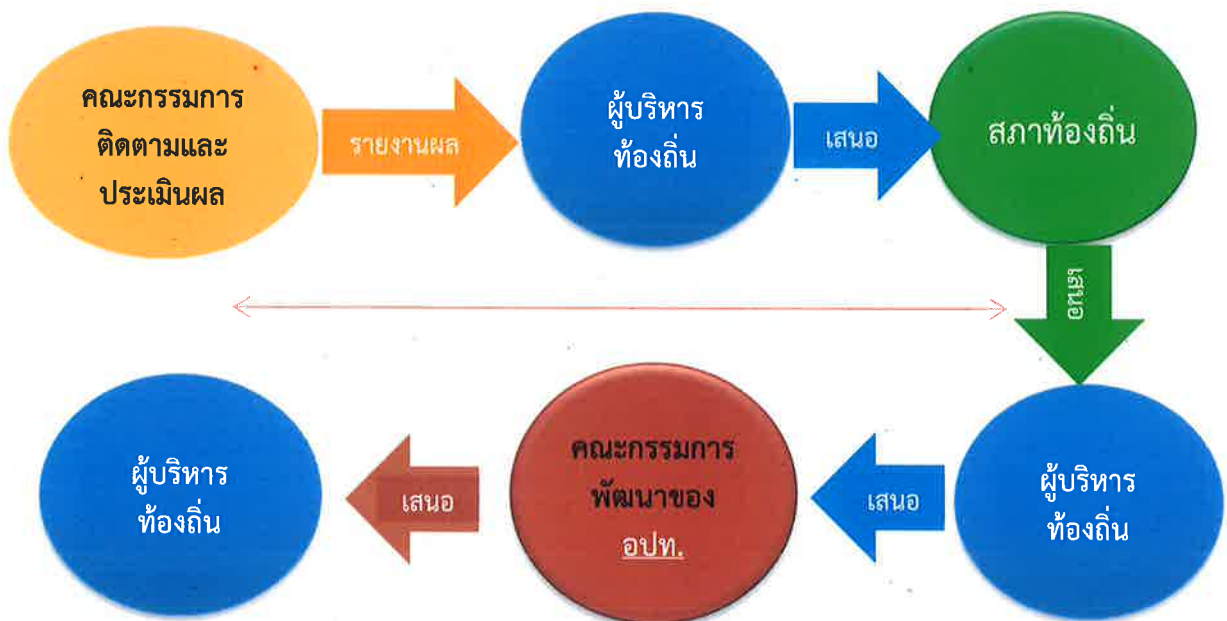 คณะกรรมการ
ติดตามและ
ประเมินผล
รายงานผล
ผู้บริหาร
ท้องถิ่น
เสนอ
สภาท้องถิ่น
เสนอ
ผู้บริหาร
ท้องถิ่น
เสนอ
คณะกรรมการ
พัฒนาของ
อปท.
เสนอ
ผู้บริหาร
ท้องถิ่น